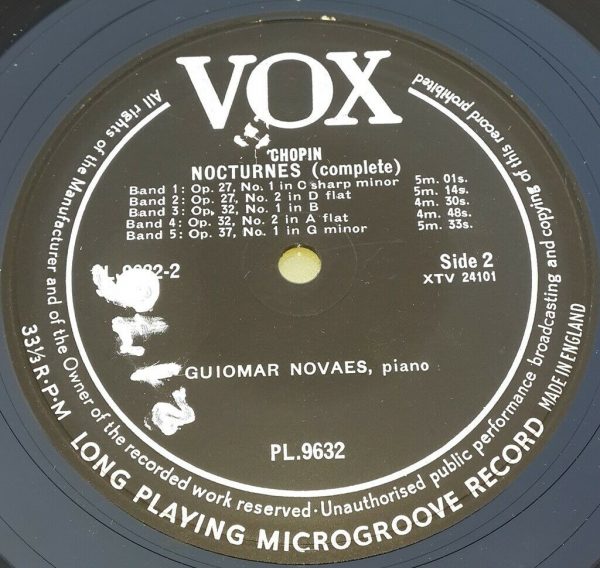 VOX
CHOPIN
NOCTURNES (complete)
Band 1: Op. 27, No. 1 in C sharp minor 5m. 01s.
Band 2: Op. 27, No. 2 in D flat 5m. 14s.
Band 3: Op. 32, No. 1 in B 4m. 30s.
Band 4: Op. 32, No. 2 in A flat 4m. 48s.
Band 5: Op. 37, No. 1 in G minor 5m. 33s.
Side 2
XTV 24101
GUIOMAR NOVAES, piano
PL.9632
All rights of the Manufacturer and of the Owner of the recorded work reserved · Unauthorised public performance broadcasting and copying of this record prohibited
33⅓ R·P·M LONG PLAYING MICROGROOVE RECORD MADE IN ENGLAND